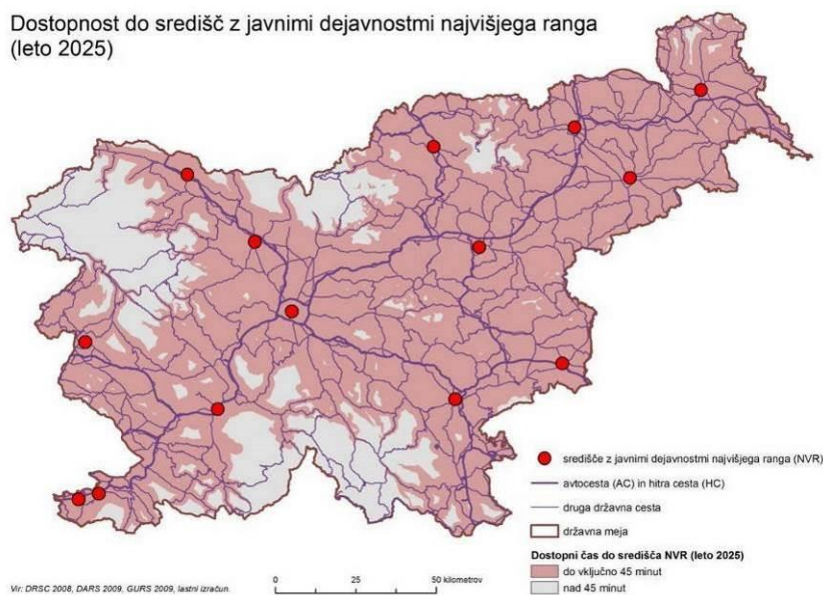 Dostopnost do središč z javnimi dejavnostmi najvišjega ranga
(leto 2025)
središče z javnimi dejavnostmi najvišjega ranga (NVR)
avtocesta (AC) in hitra cesta (HC)
druga državna cesta
državna meja
Dostopni čas do središča NVR (leto 2025)
do vključno 45 minut
nad 45 minut
Vir: DRSC 2008, DARS 2009, GURS 2009, lastni izračun.
0 25 50 kilometrov